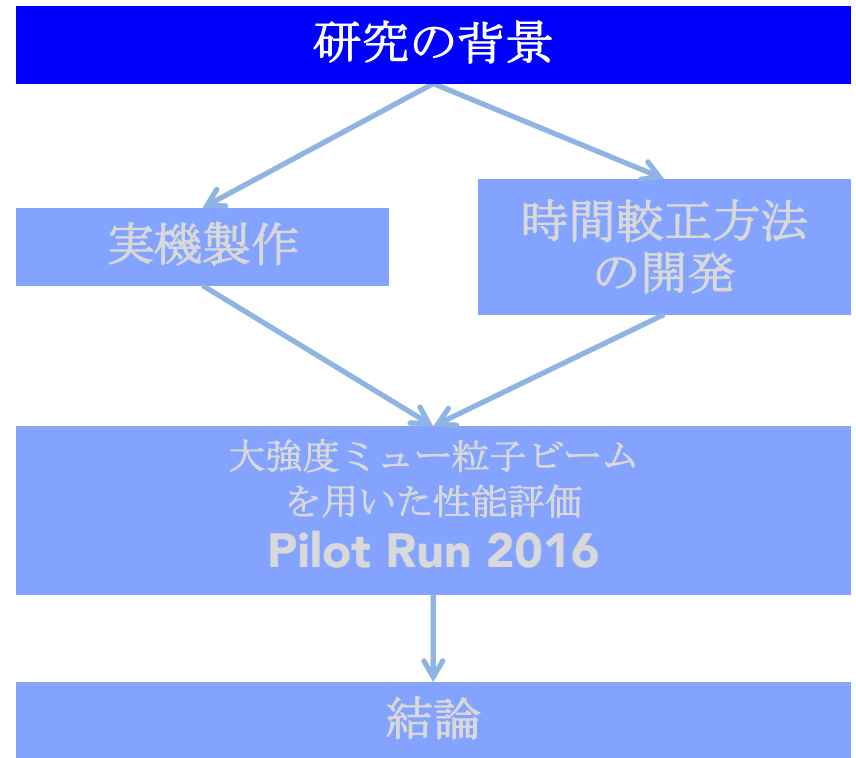 研究の背景
実機製作
時間較正方法
の開発
大強度ミュー粒子ビーム
を用いた性能評価
Pilot Run 2016
結論